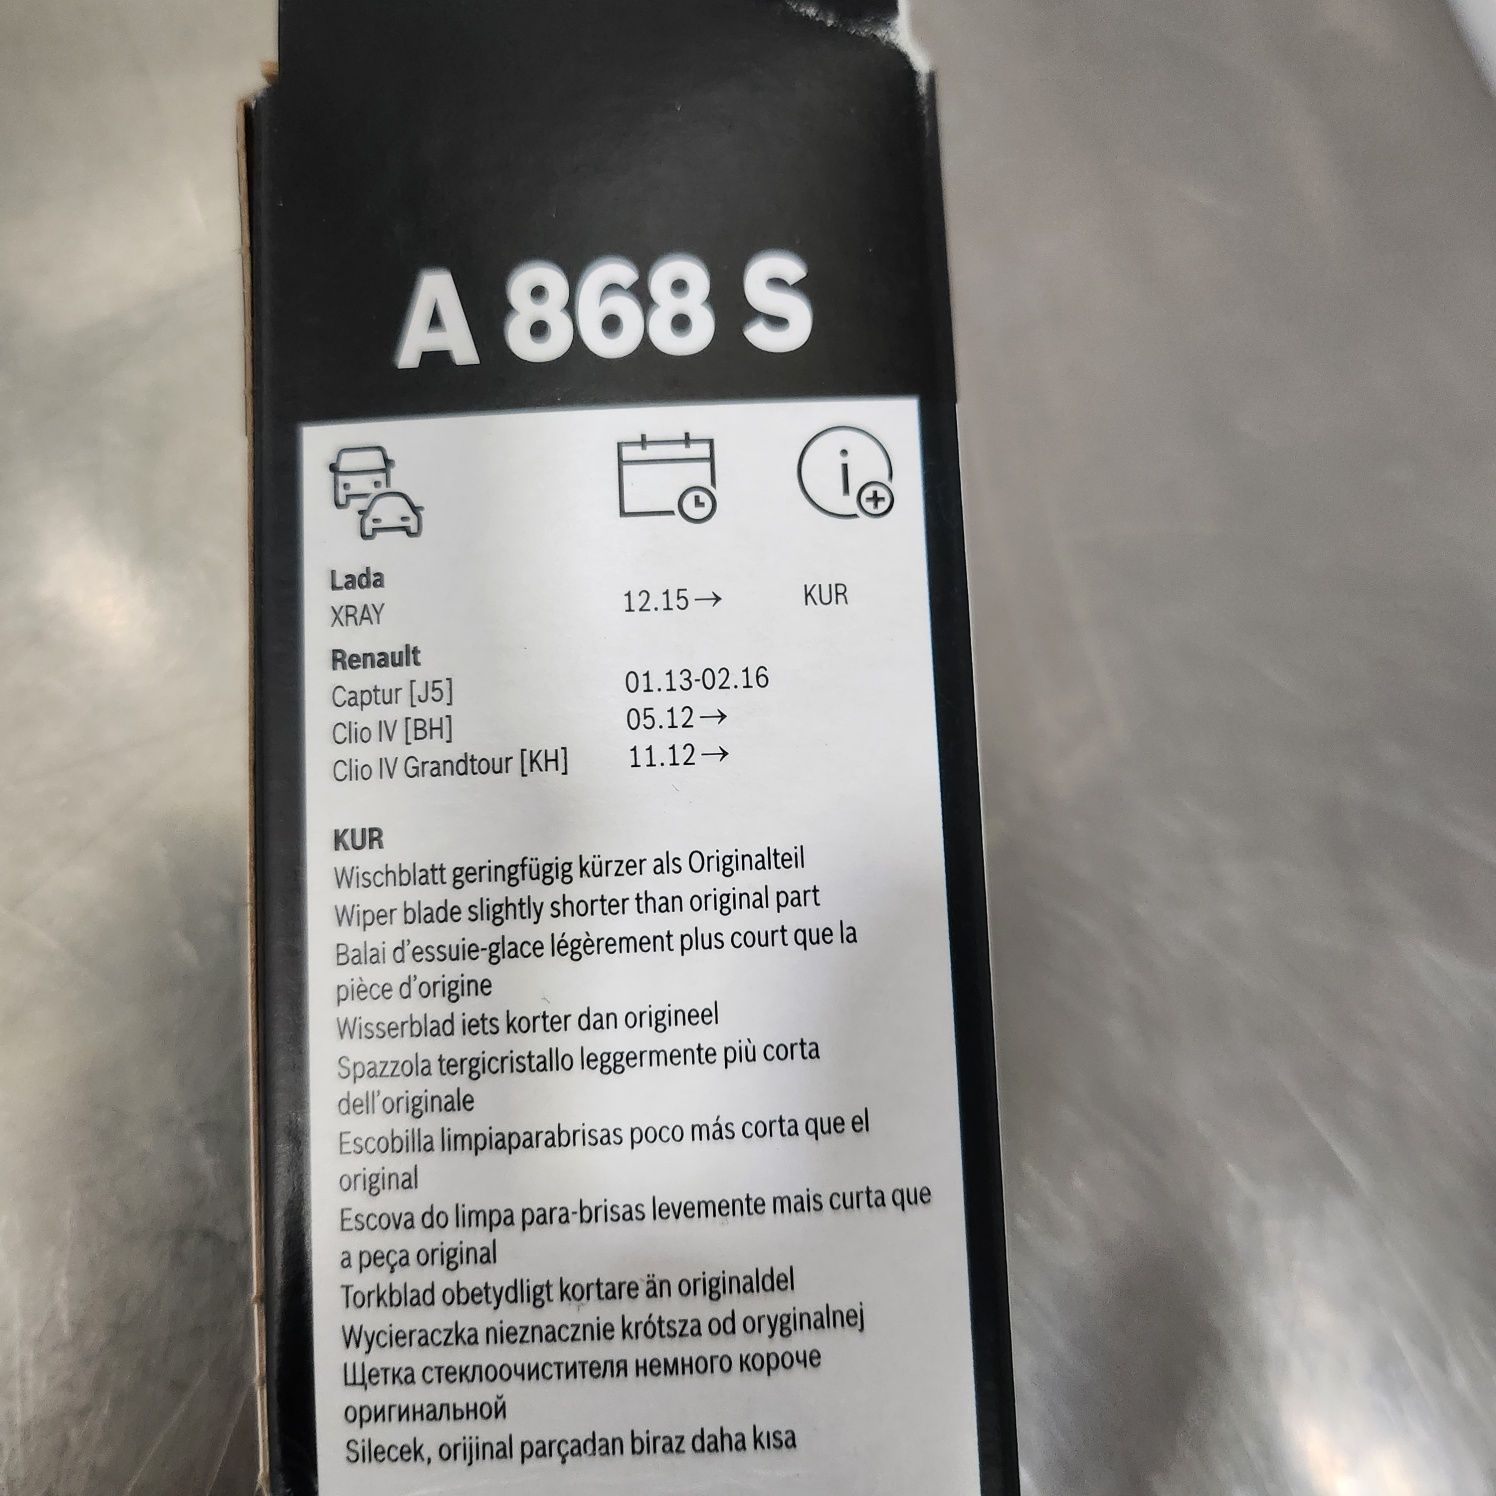 A 868 S
Lada
XRAY 12.15→ KUR
Renault
Captur [J5] 01.13-02.16
Clio IV [BH] 05.12→
Clio IV Grandtour [KH] 11.12→
KUR
Wischblatt geringfügig kürzer als Originalteil
Wiper blade slightly shorter than original part
Balai d'essuie-glace légèrement plus court que la
pièce d'origine
Wisserblad iets korter dan origineel
Spazzola tergicristallo leggermente più corta
dell'originale
Escobilla limpiaparabrisas poco más corta que el
original
Escova do limpa para-brisas levemente mais curta que
a peça original
Torkblad obetydligt kortare än originaldel
Wycieraczka nieznacznie krótsza od oryginalnej
Щетка стеклоочистителя немного короче
оригинальной
Silecek, orijinal parçadan biraz daha kısa